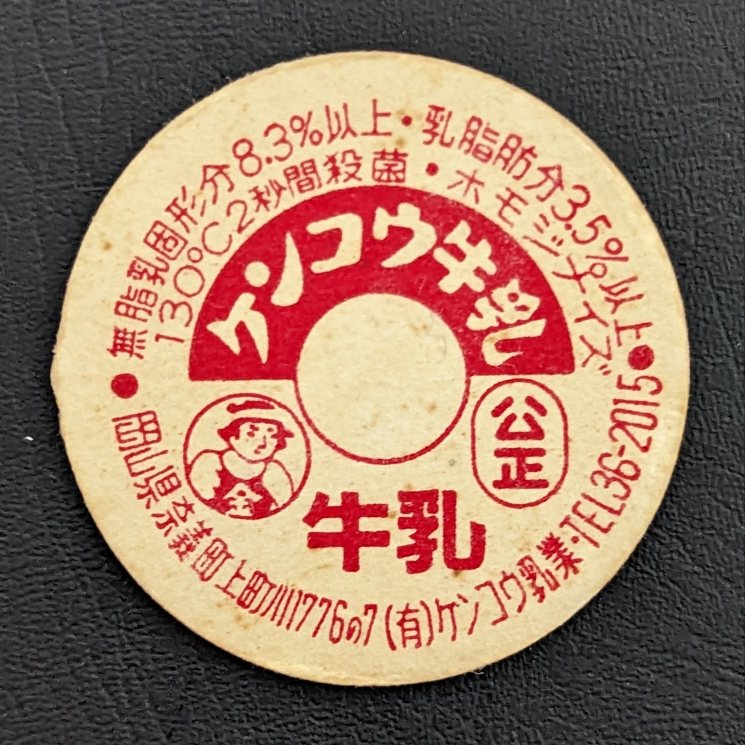 無脂乳固形分8.3%以上・乳脂肪分3.5%以上
130°C2秒間殺菌・ホモジナイズ
ケンコウ牛乳
金
公正
牛乳
岡山県奈義町上町川1776の7(有)ケンコウ乳業・TEL36-2015